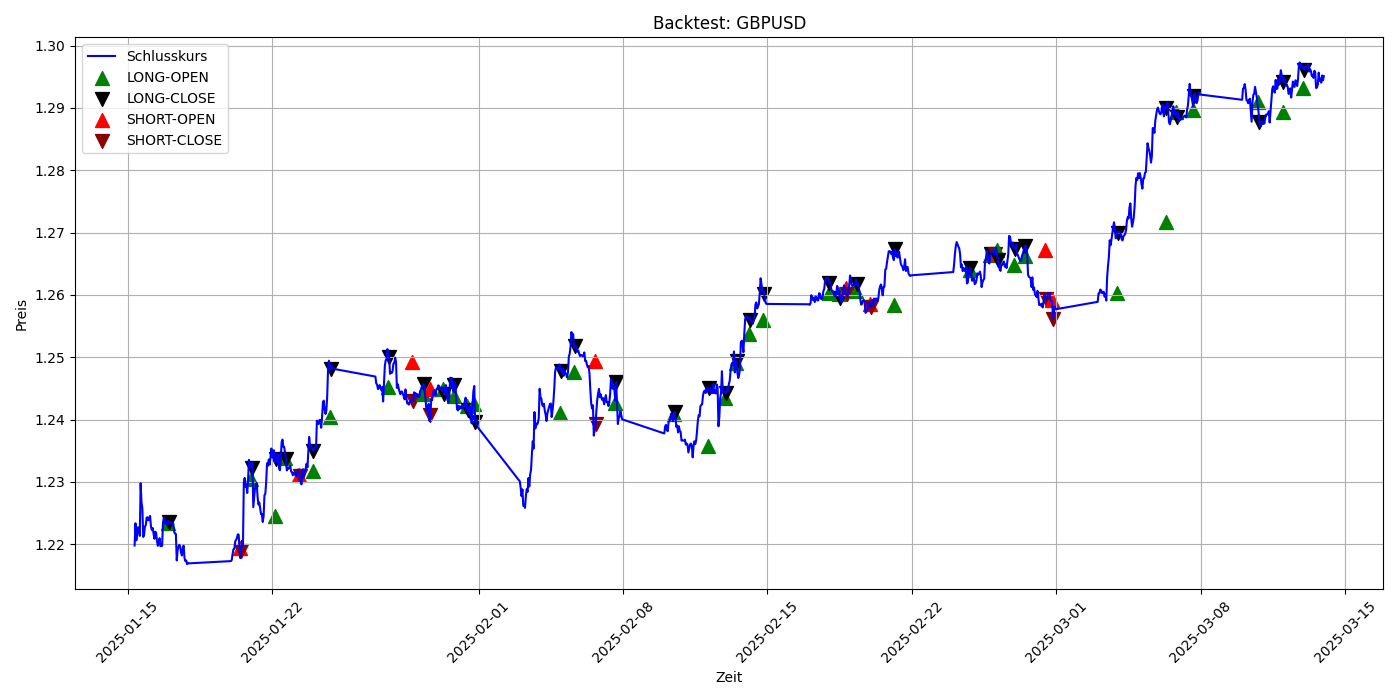 Backtest: GBPUSD
Schlusskurs
LONG-OPEN
LONG-CLOSE
SHORT-OPEN
SHORT-CLOSE
Preis
1.30
1.29
1.28
1.27
1.26
1.25
1.24
1.23
1.22
2025-01-15
2025-01-22
2025-02-01
2025-02-08
2025-02-15
2025-02-22
2025-03-01
2025-03-08
2025-03-15
Zeit